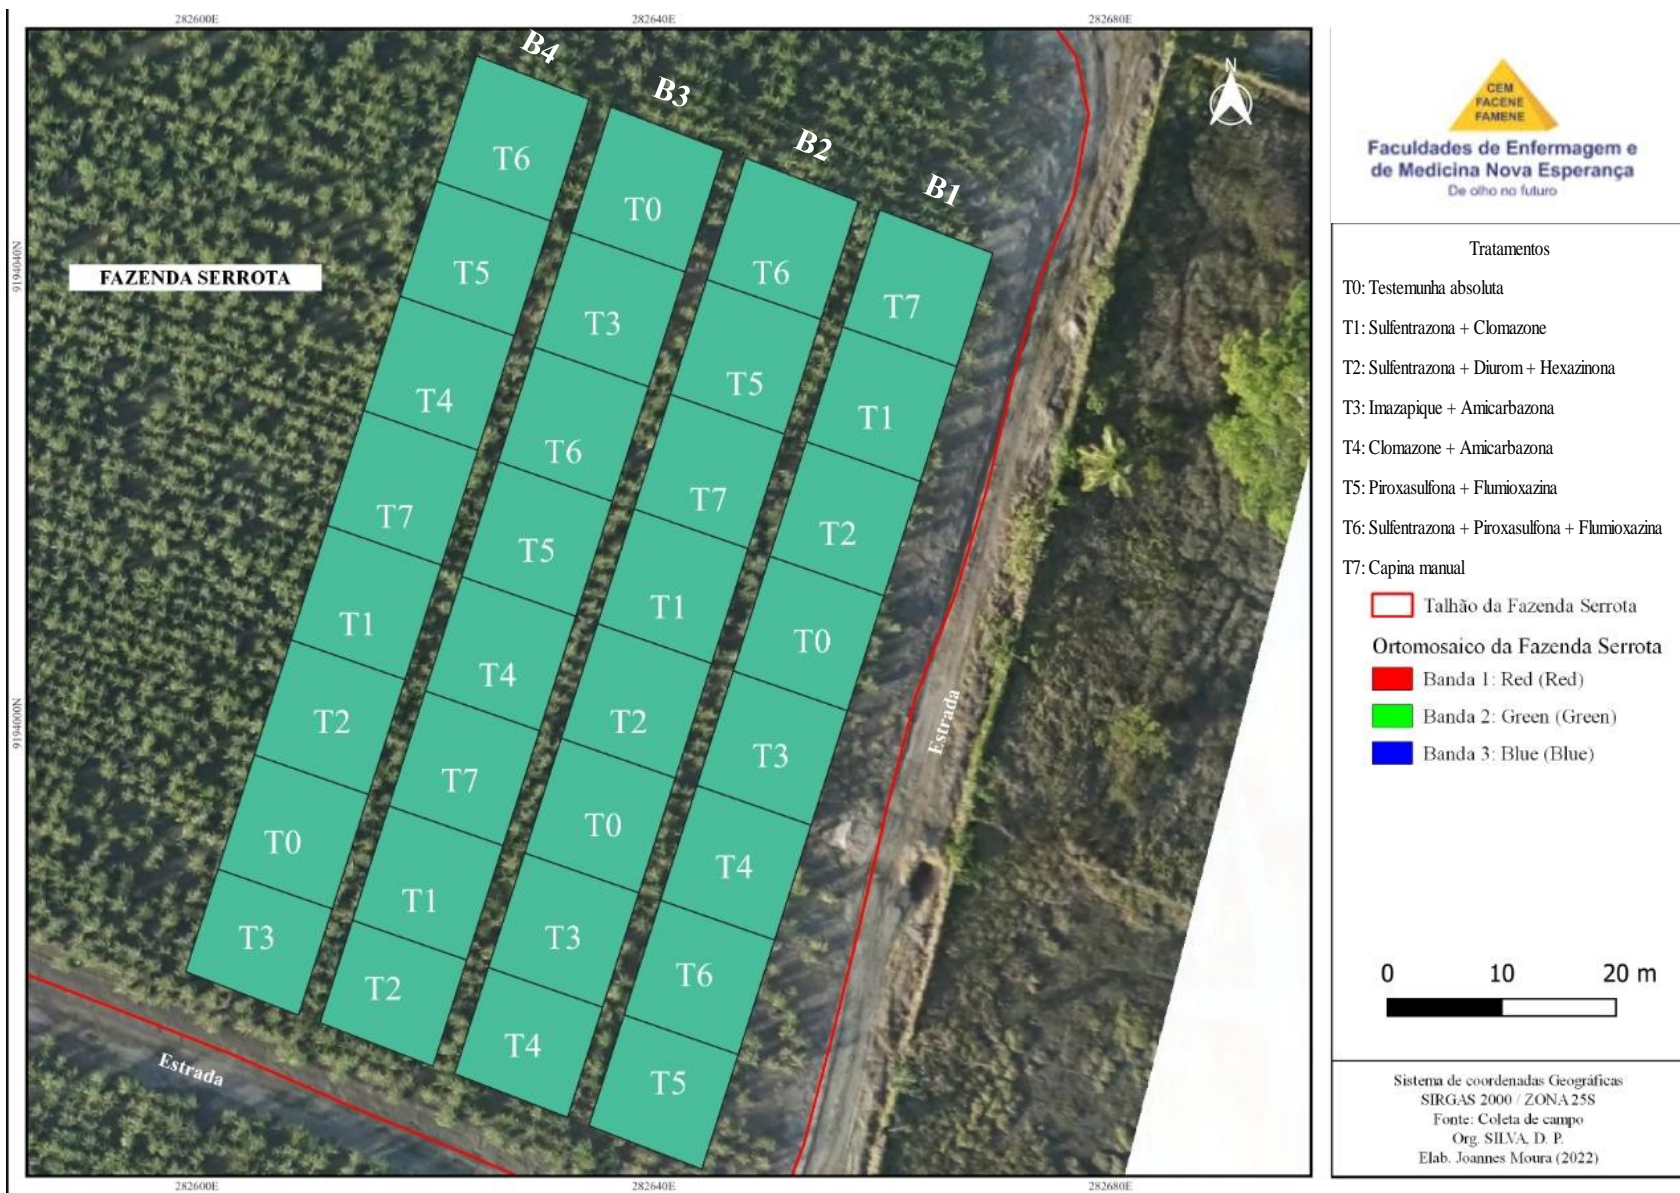 282600E
282640E
282680E
9194040N
9194000N
FAZENDA SERROTA
B4
B3
B2
B1
N
T6
T5
T4
T7
T1
T2
T0
T3
T0
T3
T6
T5
T4
T7
T1
T2
T6
T5
T7
T1
T2
T0
T3
T4
T7
T1
T2
T0
T3
T4
T6
T5
Estrada
Estrada
282600E
282640E
282680E
CEM
FACENE
FAMENE
Faculdades de Enfermagem e
de Medicina Nova Esperança
De olho no futuro
Tratamentos
T0: Testemunha absoluta
T1: Sulfentrazona + Clomazone
T2: Sulfentrazona + Diurom + Hexazinona
T3: Imazapique + Amicarbazona
T4: Clomazone + Amicarbazona
T5: Piroxasulfona + Flumioxazina
T6: Sulfentrazona + Piroxasulfona + Flumioxazina
T7: Capina manual
Talhão da Fazenda Serrota
Ortomosaico da Fazenda Serrota
Banda 1: Red (Red)
Banda 2: Green (Green)
Banda 3: Blue (Blue)
0 10 20 m
Sistema de coordenadas Geográficas
SIRGAS 2000 / ZONA 25S
Fonte: Coleta de campo
Org. SILVA, D. P.
Elab. Joannes Moura (2022)